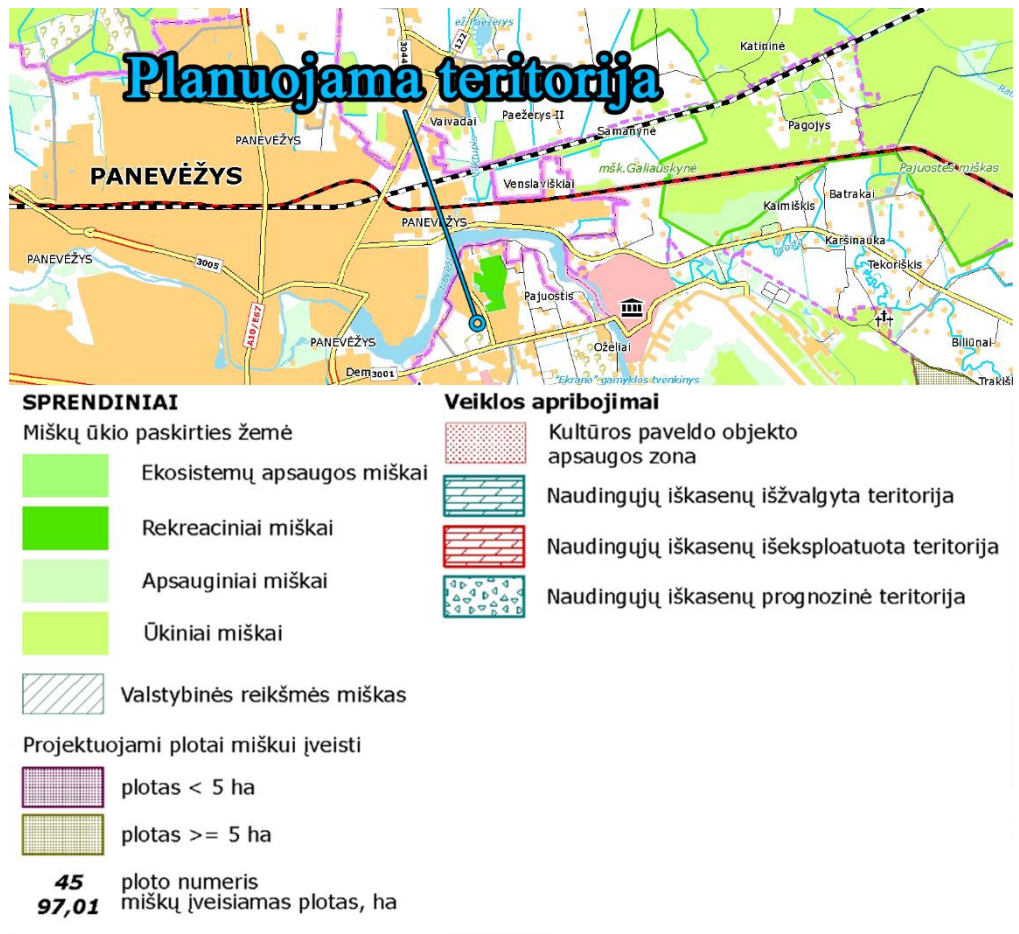 ež.Paežerys
3044
122
Katininė
Planuojama teritorija
Vaivadai
Paežerys II
PANEVĖŽYS
Samanynė
Pagojys
PANEVĖŽYS
Venslaviškiai
mšk.Galiauskynė
Pajuostės miškas
Batrakai
Kaimiškis
PANEVĖŽYS
Karšinauka
PANEVĖŽYS
3005
Tekoriškis
Pajuostis
A10/E67
PANEVĖŽYS
Oželiai
Biliūnai
Dem
3001
"Ekrano" gamyklos tvenkinys
Trakiš
SPRENDINIAI
Miškų ūkio paskirties žemė
Ekosistemų apsaugos miškai
Rekreaciniai miškai
Apsauginiai miškai
Ūkiniai miškai
Valstybinės reikšmės miškas
Projektuojami plotai miškui įveisti
plotas < 5 ha
plotas >= 5 ha
45 ploto numeris
97,01 miškų įveisiamas plotas, ha
Veiklos apribojimai
Kultūros paveldo objekto
apsaugos zona
Naudingųjų iškasenų išžvalgyta teritorija
Naudingųjų iškasenų išeksploatuota teritorija
Naudingųjų iškasenų prognozinė teritorija